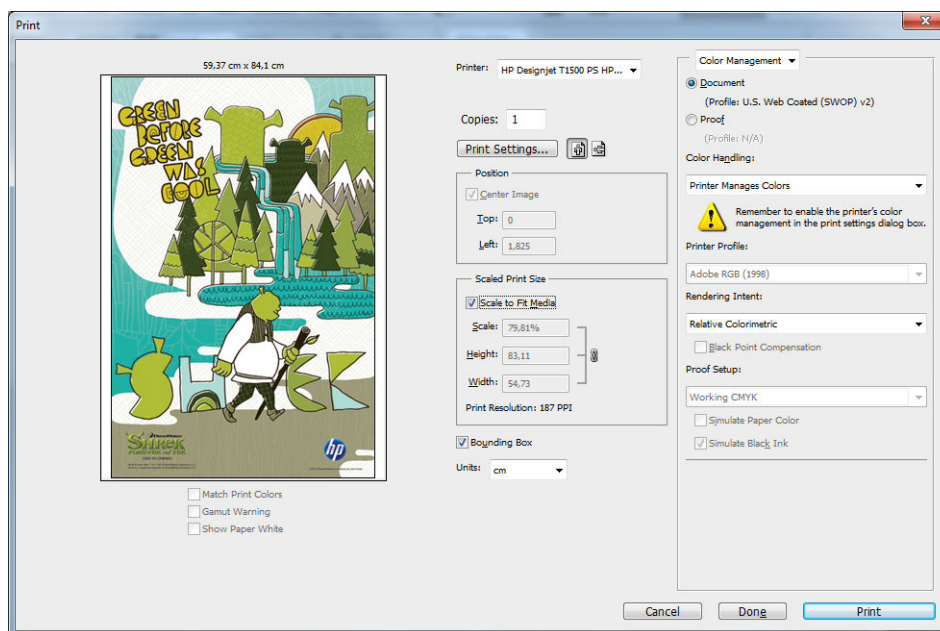 Print
59,37 cm x 84,1 cm
GREEN
BEFORE
GREEN
WAS
COOL
SHREK
DREAMWORKS
SHREK
FOREVER AFTER
hp
Match Print Colors
Gamut Warning
Show Paper White
Printer: HP Designjet T1500 PS HP...
Copies: 1
Print Settings...
Position
Center Image
Top: 0
Left: 1,825
Scaled Print Size
Scale to Fit Media
Scale: 79,81%
Height: 83,11
Width: 54,73
Print Resolution: 187 PPI
Bounding Box
Units: cm
Color Management
Document
(Profile: U.S. Web Coated (SWOP) v2)
Proof
(Profile: N/A)
Color Handling:
Printer Manages Colors
Remember to enable the printer's color
management in the print settings dialog box.
Printer Profile:
Adobe RGB (1998)
Rendering Intent:
Relative Colorimetric
Black Point Compensation
Proof Setup:
Working CMYK
Simulate Paper Color
Simulate Black Ink
Cancel
Done
Print